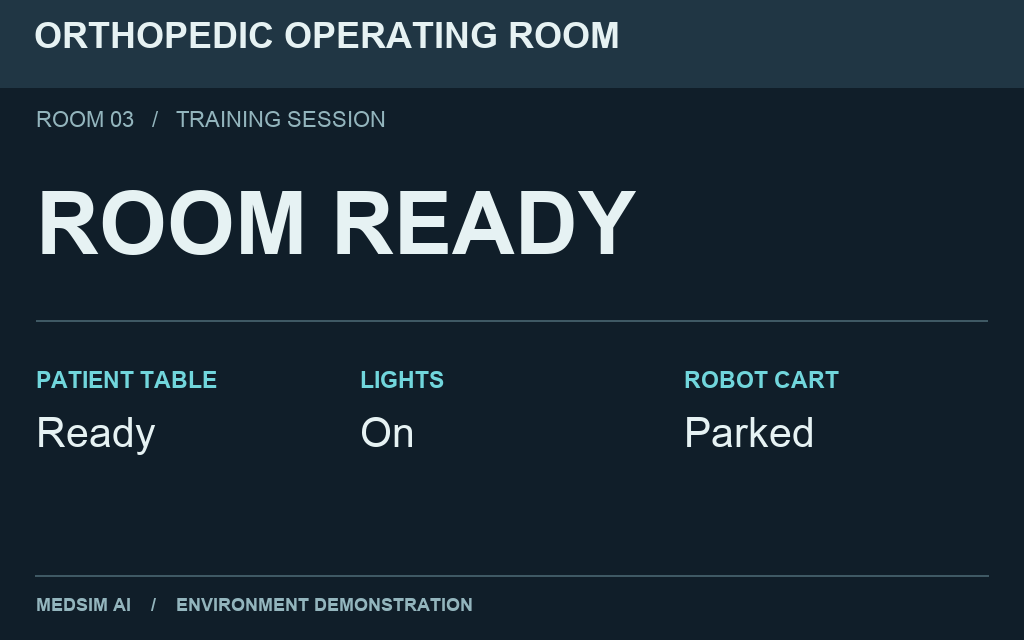 ORTHOPEDIC OPERATING ROOM
ROOM 03 / TRAINING SESSION
ROOM READY
PATIENT TABLE
Ready
LIGHTS
On
ROBOT CART
Parked
MEDSIM AI / ENVIRONMENT DEMONSTRATION